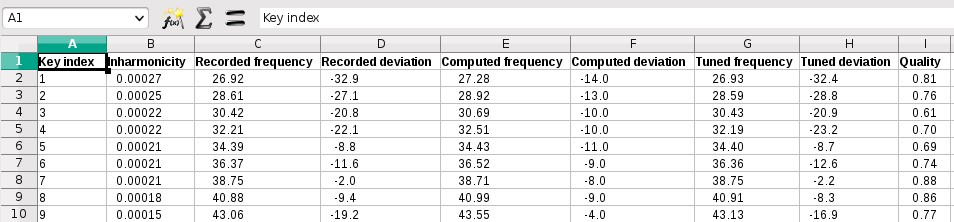 A1 f(x) Σ = Key index
A B C D E F G H I
1 Key index Inharmonicity Recorded frequency Recorded deviation Computed frequency Computed deviation Tuned frequency Tuned deviation Quality
2 1 0.00027 26.92 -32.9 27.28 -14.0 26.93 -32.4 0.81
3 2 0.00025 28.61 -27.1 28.92 -13.0 28.59 -28.8 0.76
4 3 0.00022 30.42 -20.8 30.69 -10.0 30.43 -20.9 0.61
5 4 0.00022 32.21 -22.1 32.51 -10.0 32.19 -23.2 0.70
6 5 0.00021 34.39 -8.8 34.43 -11.0 34.40 -8.7 0.69
7 6 0.00021 36.37 -11.6 36.52 -9.0 36.36 -12.6 0.74
8 7 0.00021 38.75 -2.0 38.71 -8.0 38.75 -2.2 0.88
9 8 0.00018 40.88 -9.4 40.99 -9.0 40.91 -8.3 0.86
10 9 0.00015 43.06 -19.2 43.55 -4.0 43.13 -16.9 0.77